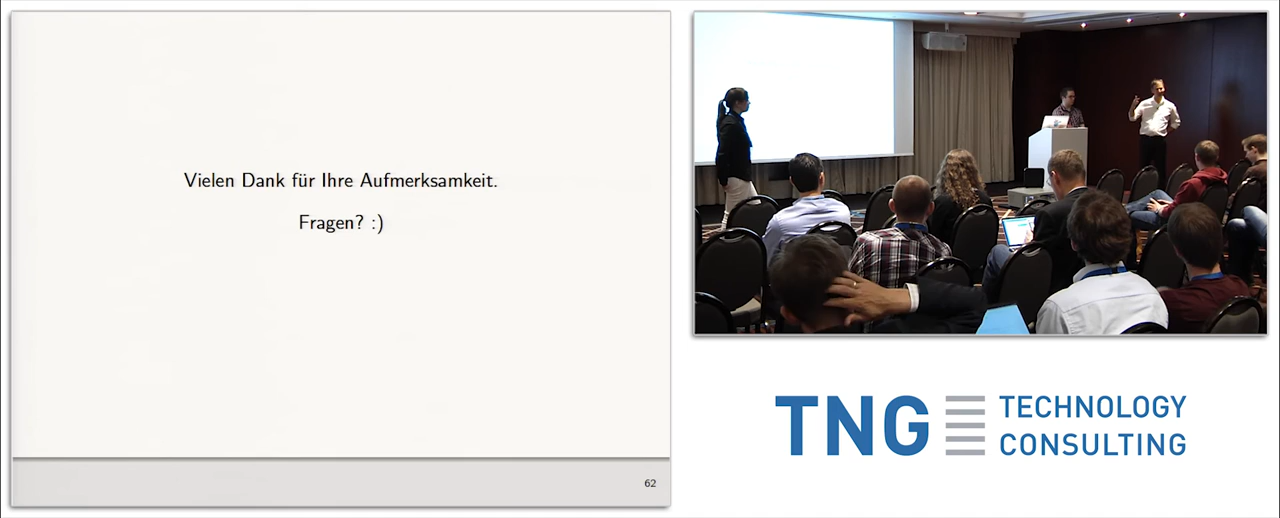 Vielen Dank für Ihre Aufmerksamkeit.
Fragen? :)
62
TNG TECHNOLOGY
CONSULTING